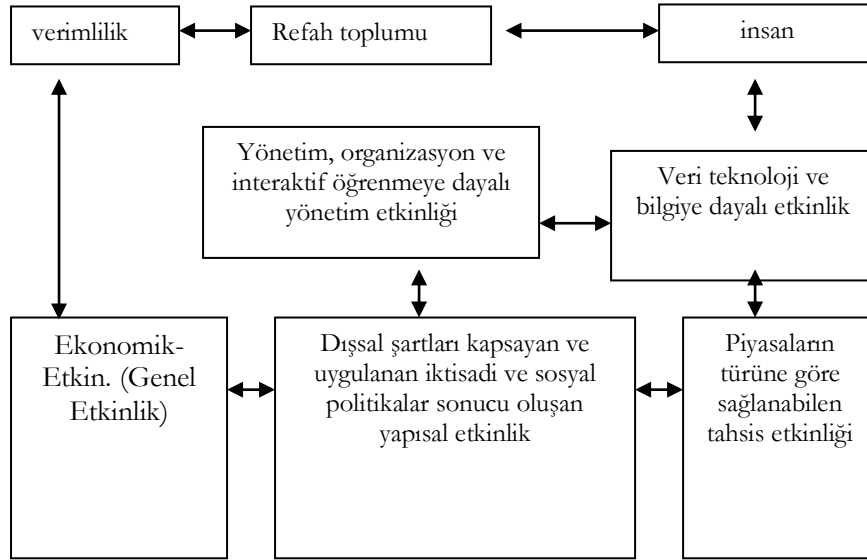 verimlilik
Refah toplumu
insan
Yönetim, organizasyon ve
interaktif öğrenmeye dayalı
yönetim etkinliği
Veri teknoloji ve
bilgiye dayalı etkinlik
Ekonomik-
Etkin. (Genel
Etkinlik)
Dışsal şartları kapsayan ve
uygulanan iktisadi ve sosyal
politikalar sonucu oluşan
yapısal etkinlik
Piyasaların
türüne göre
sağlanabilen
tahsis etkinliği